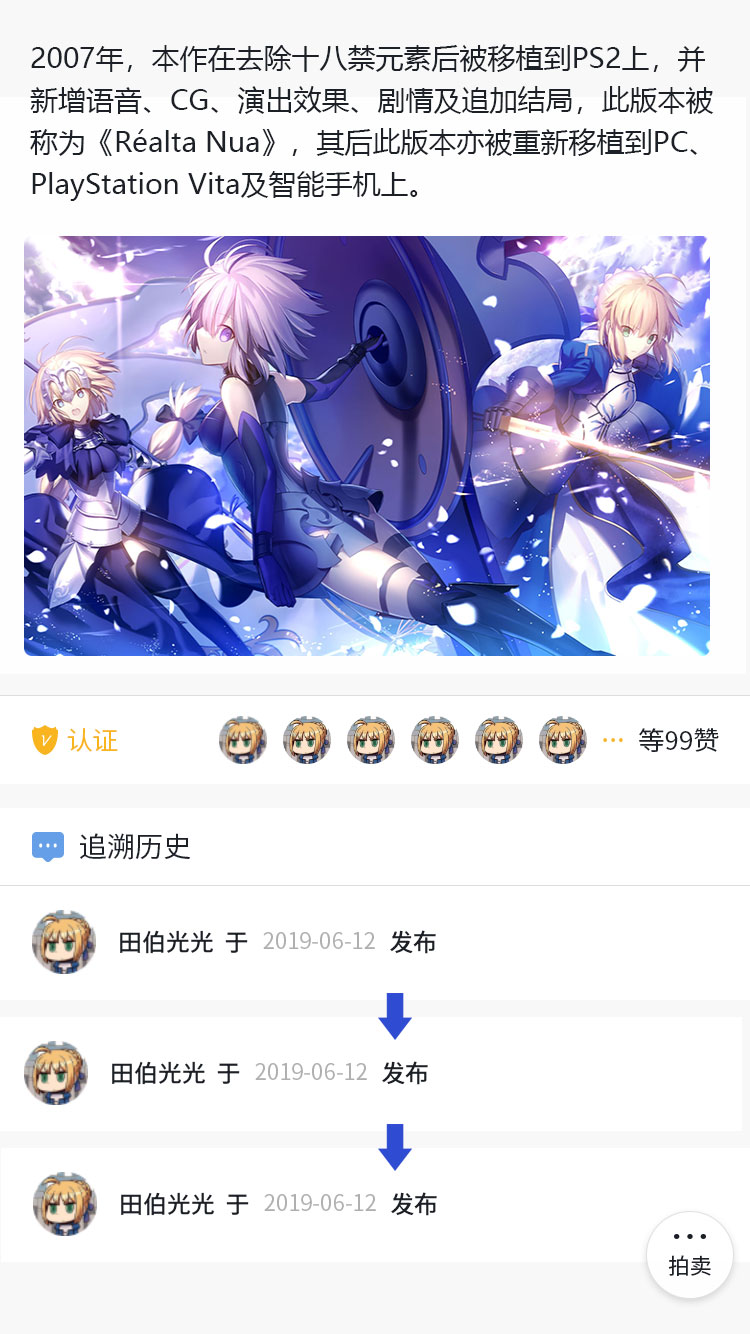 2007年，本作在去除十八禁元素后被移植到PS2上，并
新增语音、CG、演出效果、剧情及追加结局，此版本被
称为《Réalta Nua》，其后此版本亦被重新移植到PC、
PlayStation Vita及智能手机上。
认证 ··· 等99赞
追溯历史
田伯光光 于 2019-06-12 发布
田伯光光 于 2019-06-12 发布
田伯光光 于 2019-06-12 发布
拍卖